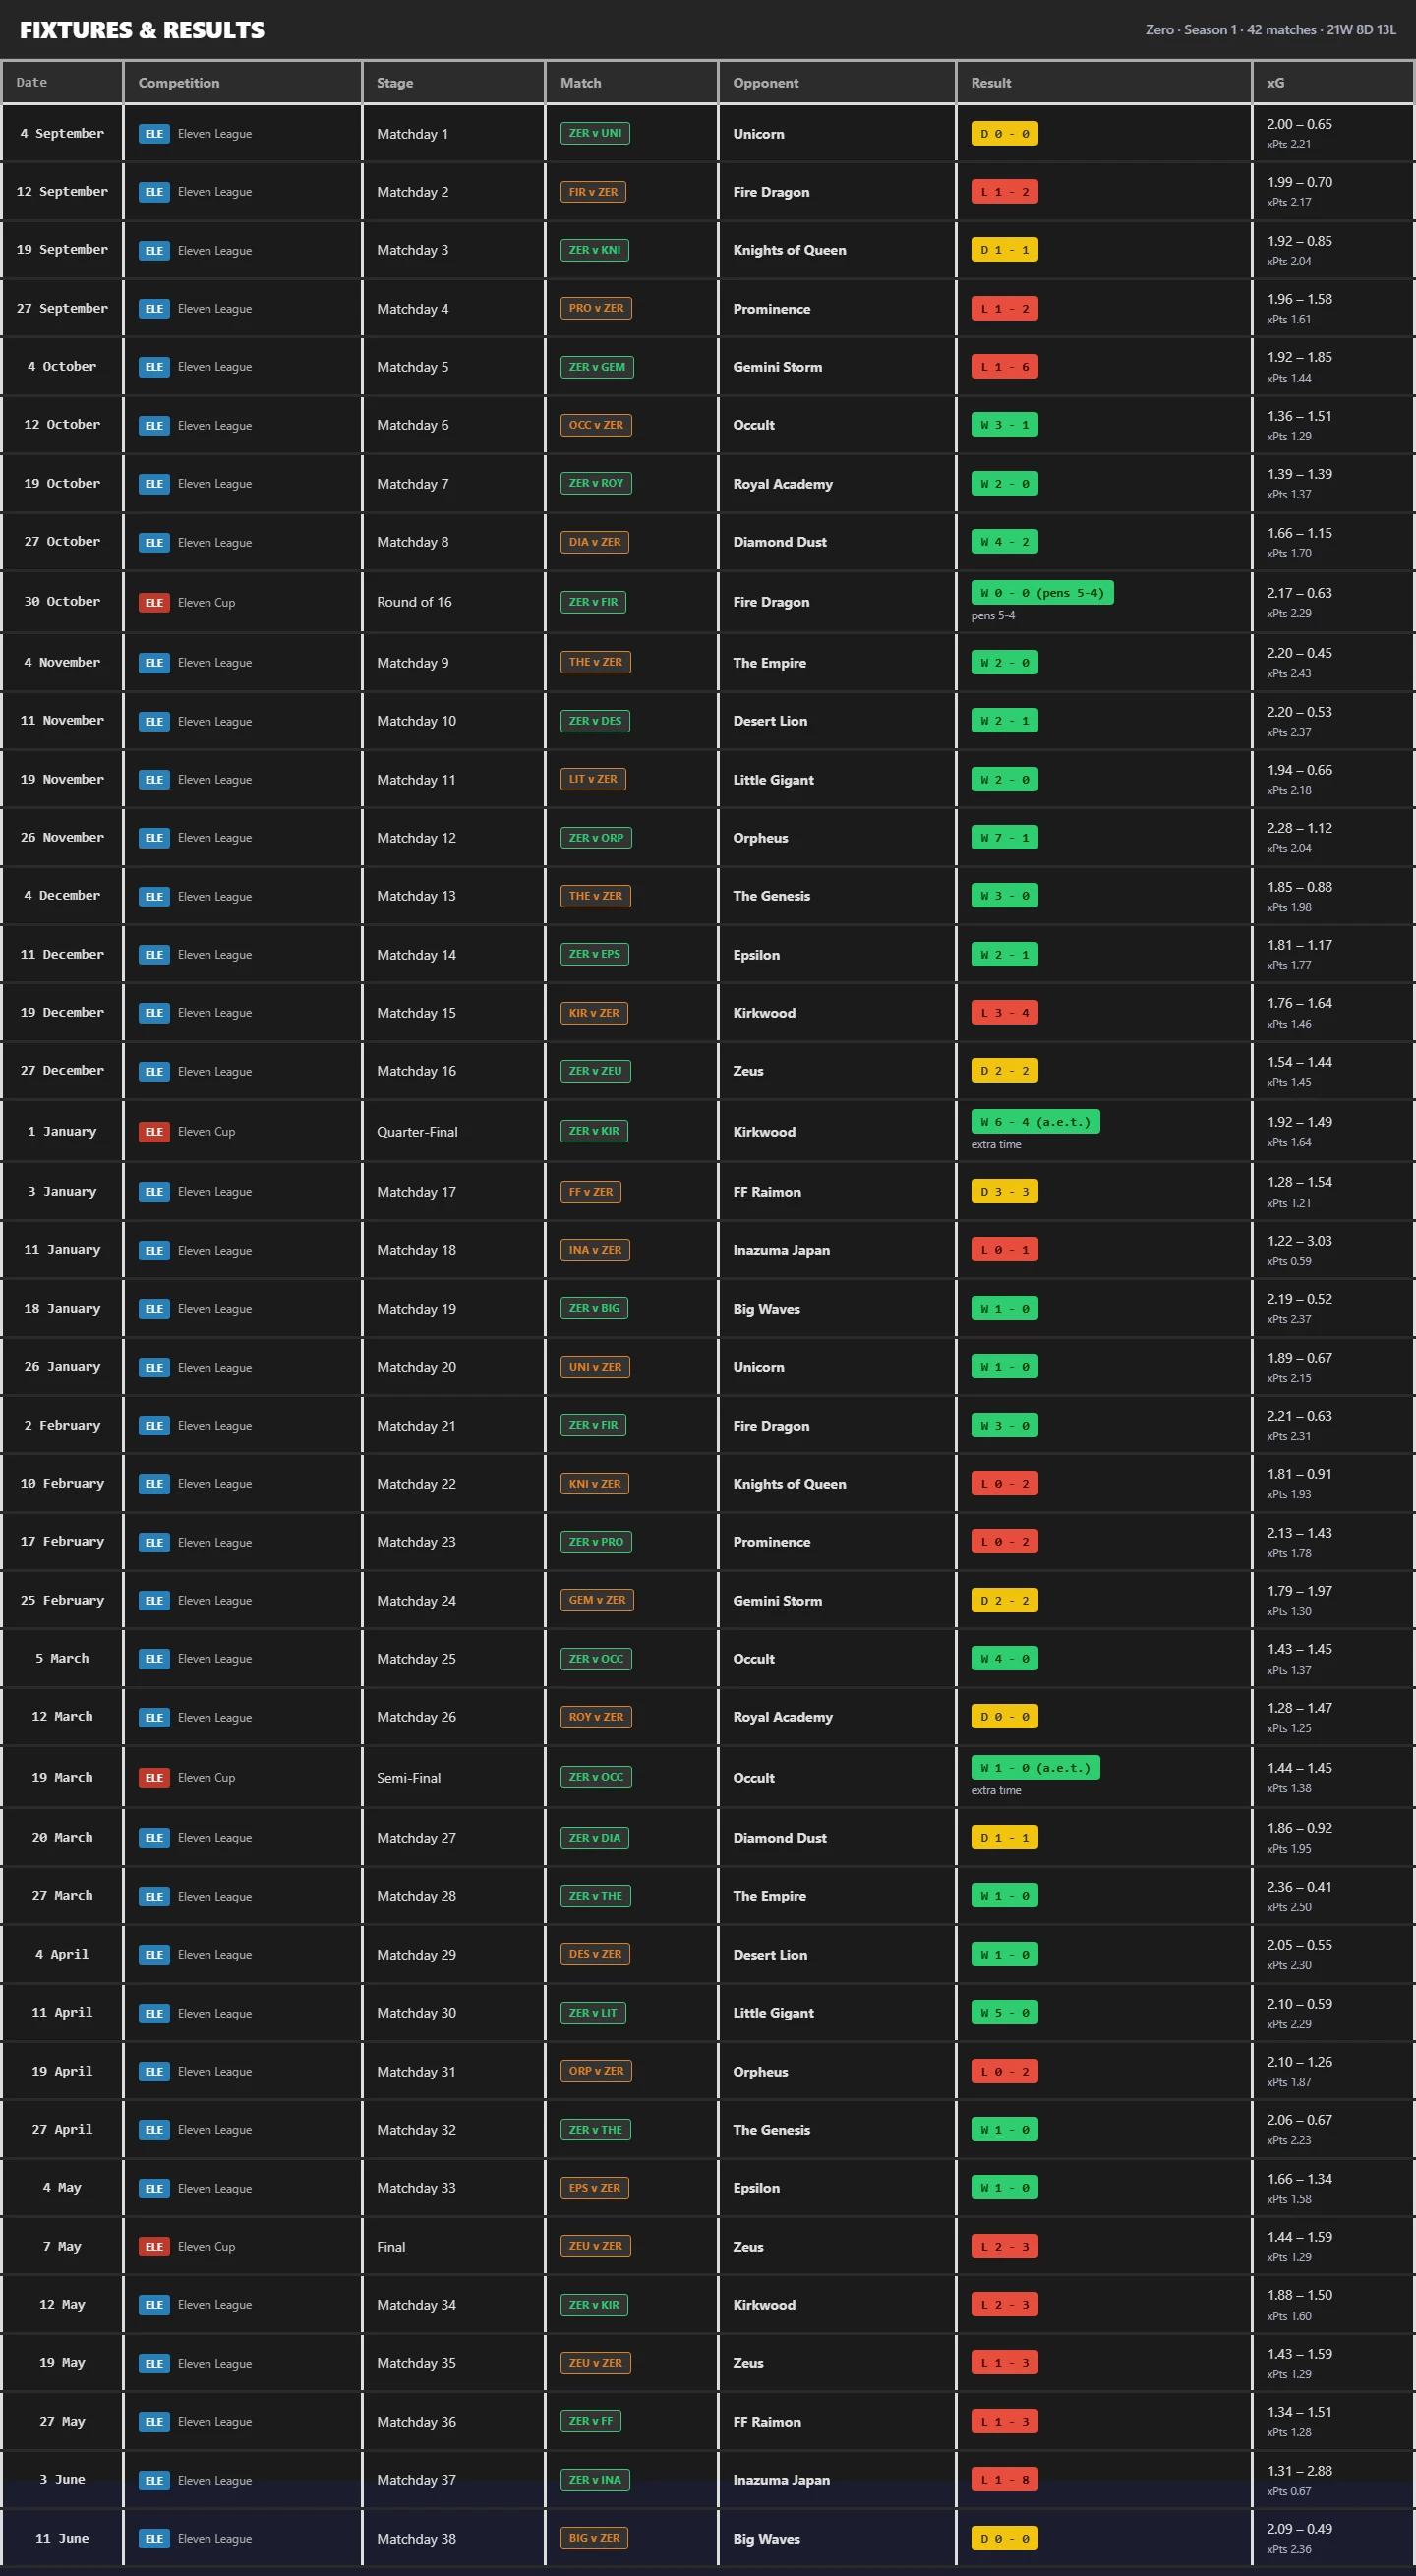 FIXTURES & RESULTS
Zero · Season 1 · 42 matches · 21W 8D 13L
Date Competition Stage Match Opponent Result xG
4 September ELE Eleven League Matchday 1 ZER v UNI Unicorn D 0 - 0 2.00 – 0.65
xPts 2.21
12 September ELE Eleven League Matchday 2 FIR v ZER Fire Dragon L 1 - 2 1.99 – 0.70
xPts 2.17
19 September ELE Eleven League Matchday 3 ZER v KNI Knights of Queen D 1 - 1 1.92 – 0.85
xPts 2.04
27 September ELE Eleven League Matchday 4 PRO v ZER Prominence L 1 - 2 1.96 – 1.58
xPts 1.61
4 October ELE Eleven League Matchday 5 ZER v GEM Gemini Storm L 1 - 6 1.92 – 1.85
xPts 1.44
12 October ELE Eleven League Matchday 6 OCC v ZER Occult W 3 - 1 1.36 – 1.51
xPts 1.29
19 October ELE Eleven League Matchday 7 ZER v ROY Royal Academy W 2 - 0 1.39 – 1.39
xPts 1.37
27 October ELE Eleven League Matchday 8 DIA v ZER Diamond Dust W 4 - 2 1.66 – 1.15
xPts 1.70
30 October ELE Eleven Cup Round of 16 ZER v FIR Fire Dragon W 0 - 0 (pens 5-4) 2.17 – 0.63
pens 5-4 xPts 2.29
4 November ELE Eleven League Matchday 9 THE v ZER The Empire W 2 - 0 2.20 – 0.45
xPts 2.43
11 November ELE Eleven League Matchday 10 ZER v DES Desert Lion W 2 - 1 2.20 – 0.53
xPts 2.37
19 November ELE Eleven League Matchday 11 LIT v ZER Little Gigant W 2 - 0 1.94 – 0.66
xPts 2.18
26 November ELE Eleven League Matchday 12 ZER v ORP Orpheus W 7 - 1 2.28 – 1.12
xPts 2.04
4 December ELE Eleven League Matchday 13 THE v ZER The Genesis W 3 - 0 1.85 – 0.88
xPts 1.98
11 December ELE Eleven League Matchday 14 ZER v EPS Epsilon W 2 - 1 1.81 – 1.17
xPts 1.77
19 December ELE Eleven League Matchday 15 KIR v ZER Kirkwood L 3 - 4 1.76 – 1.64
xPts 1.46
27 December ELE Eleven League Matchday 16 ZER v ZEU Zeus D 2 - 2 1.54 – 1.44
xPts 1.45
1 January ELE Eleven Cup Quarter-Final ZER v KIR Kirkwood W 6 - 4 (a.e.t.) 1.92 – 1.49
extra time xPts 1.64
3 January ELE Eleven League Matchday 17 FF v ZER FF Raimon D 3 - 3 1.28 – 1.54
xPts 1.21
11 January ELE Eleven League Matchday 18 INA v ZER Inazuma Japan L 0 - 1 1.22 – 3.03
xPts 0.59
18 January ELE Eleven League Matchday 19 ZER v BIG Big Waves W 1 - 0 2.19 – 0.52
xPts 2.37
26 January ELE Eleven League Matchday 20 UNI v ZER Unicorn W 1 - 0 1.89 – 0.67
xPts 2.15
2 February ELE Eleven League Matchday 21 ZER v FIR Fire Dragon W 3 - 0 2.21 – 0.63
xPts 2.31
10 February ELE Eleven League Matchday 22 KNI v ZER Knights of Queen L 0 - 2 1.81 – 0.91
xPts 1.93
17 February ELE Eleven League Matchday 23 ZER v PRO Prominence L 0 - 2 2.13 – 1.43
xPts 1.78
25 February ELE Eleven League Matchday 24 GEM v ZER Gemini Storm D 2 - 2 1.79 – 1.97
xPts 1.30
5 March ELE Eleven League Matchday 25 ZER v OCC Occult W 4 - 0 1.43 – 1.45
xPts 1.37
12 March ELE Eleven League Matchday 26 ROY v ZER Royal Academy D 0 - 0 1.28 – 1.47
xPts 1.25
19 March ELE Eleven Cup Semi-Final ZER v OCC Occult W 1 - 0 (a.e.t.) 1.44 – 1.45
extra time xPts 1.38
20 March ELE Eleven League Matchday 27 ZER v DIA Diamond Dust D 1 - 1 1.86 – 0.92
xPts 1.95
27 March ELE Eleven League Matchday 28 ZER v THE The Empire W 1 - 0 2.36 – 0.41
xPts 2.50
4 April ELE Eleven League Matchday 29 DES v ZER Desert Lion W 1 - 0 2.05 – 0.55
xPts 2.30
11 April ELE Eleven League Matchday 30 ZER v LIT Little Gigant W 5 - 0 2.10 – 0.59
xPts 2.29
19 April ELE Eleven League Matchday 31 ORP v ZER Orpheus L 0 - 2 2.10 – 1.26
xPts 1.87
27 April ELE Eleven League Matchday 32 ZER v THE The Genesis W 1 - 0 2.06 – 0.67
xPts 2.23
4 May ELE Eleven League Matchday 33 EPS v ZER Epsilon W 1 - 0 1.66 – 1.34
xPts 1.58
7 May ELE Eleven Cup Final ZEU v ZER Zeus L 2 - 3 1.44 – 1.59
xPts 1.29
12 May ELE Eleven League Matchday 34 ZER v KIR Kirkwood L 2 - 3 1.88 – 1.50
xPts 1.60
19 May ELE Eleven League Matchday 35 ZEU v ZER Zeus L 1 - 3 1.43 – 1.59
xPts 1.29
27 May ELE Eleven League Matchday 36 ZER v FF FF Raimon L 1 - 3 1.34 – 1.51
xPts 1.28
3 June ELE Eleven League Matchday 37 ZER v INA Inazuma Japan L 1 - 8 1.31 – 2.88
xPts 0.67
11 June ELE Eleven League Matchday 38 BIG v ZER Big Waves D 0 - 0 2.09 – 0.49
xPts 2.36